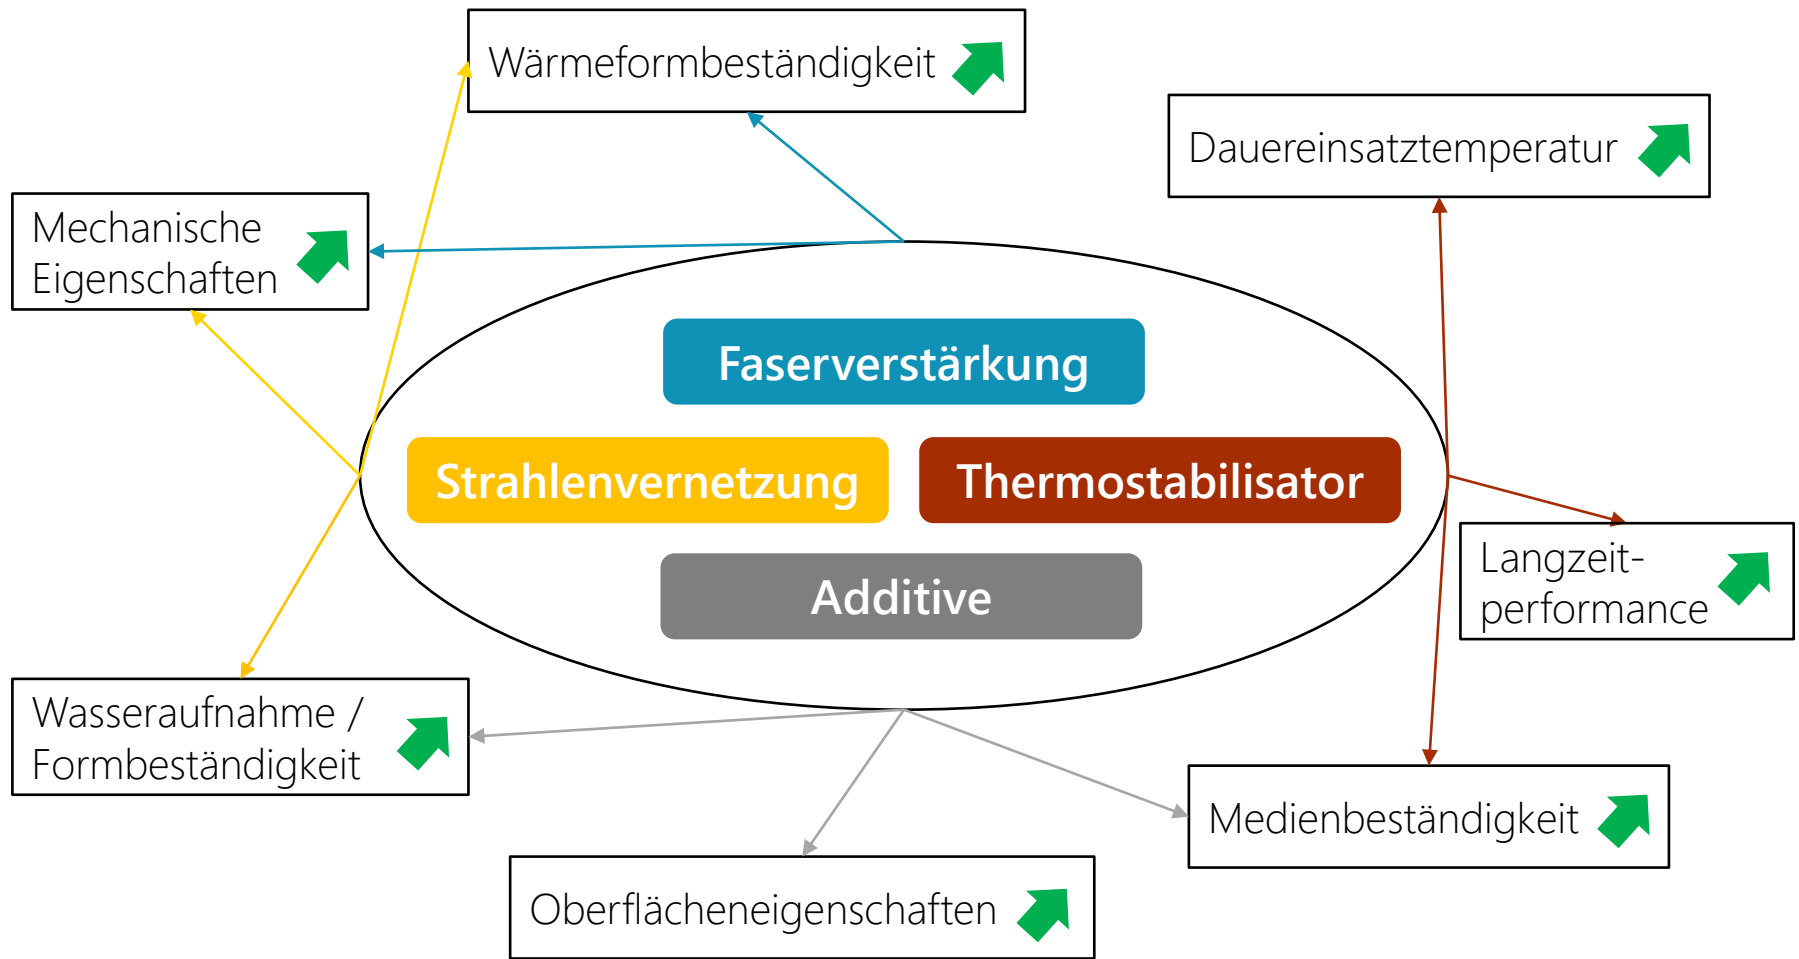 Wärmeformbeständigkeit
Dauereinsatztemperatur
Mechanische
Eigenschaften
Faserverstärkung
Strahlenvernetzung
Thermostabilisator
Additive
Langzeit-
performance
Wasseraufnahme /
Formbeständigkeit
Medienbeständigkeit
Oberflächeneigenschaften